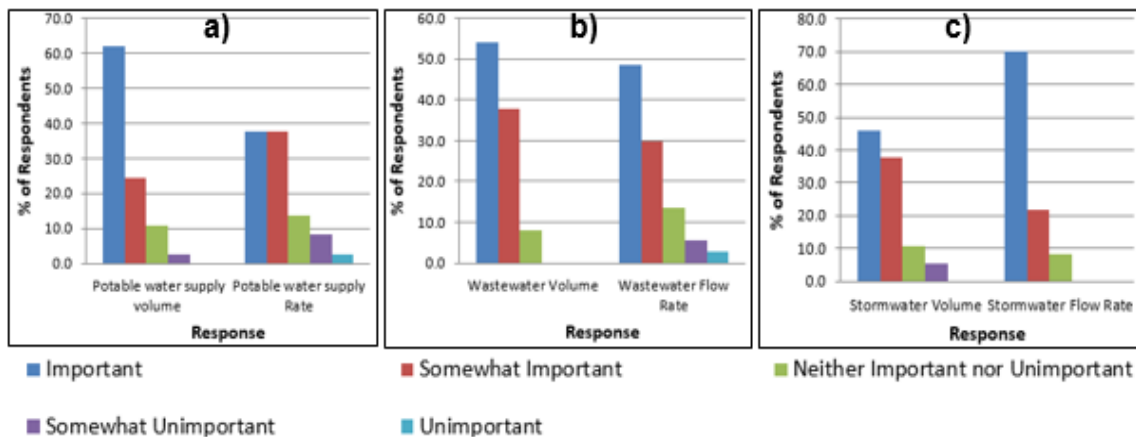 a)
% of Respondents
70.0
60.0
50.0
40.0
30.0
20.0
10.0
0.0
Potable water supply
volume
Potable water supply
Rate
Response
b)
% of Respondents
60.0
50.0
40.0
30.0
20.0
10.0
0.0
Wastewater Volume
Wastewater Flow
Rate
Response
c)
% of Respondents
80.0
70.0
60.0
50.0
40.0
30.0
20.0
10.0
0.0
Stormwater Volume
Stormwater Flow Rate
Response
Important
Somewhat Important
Neither Important nor Unimportant
Somewhat Unimportant
Unimportant